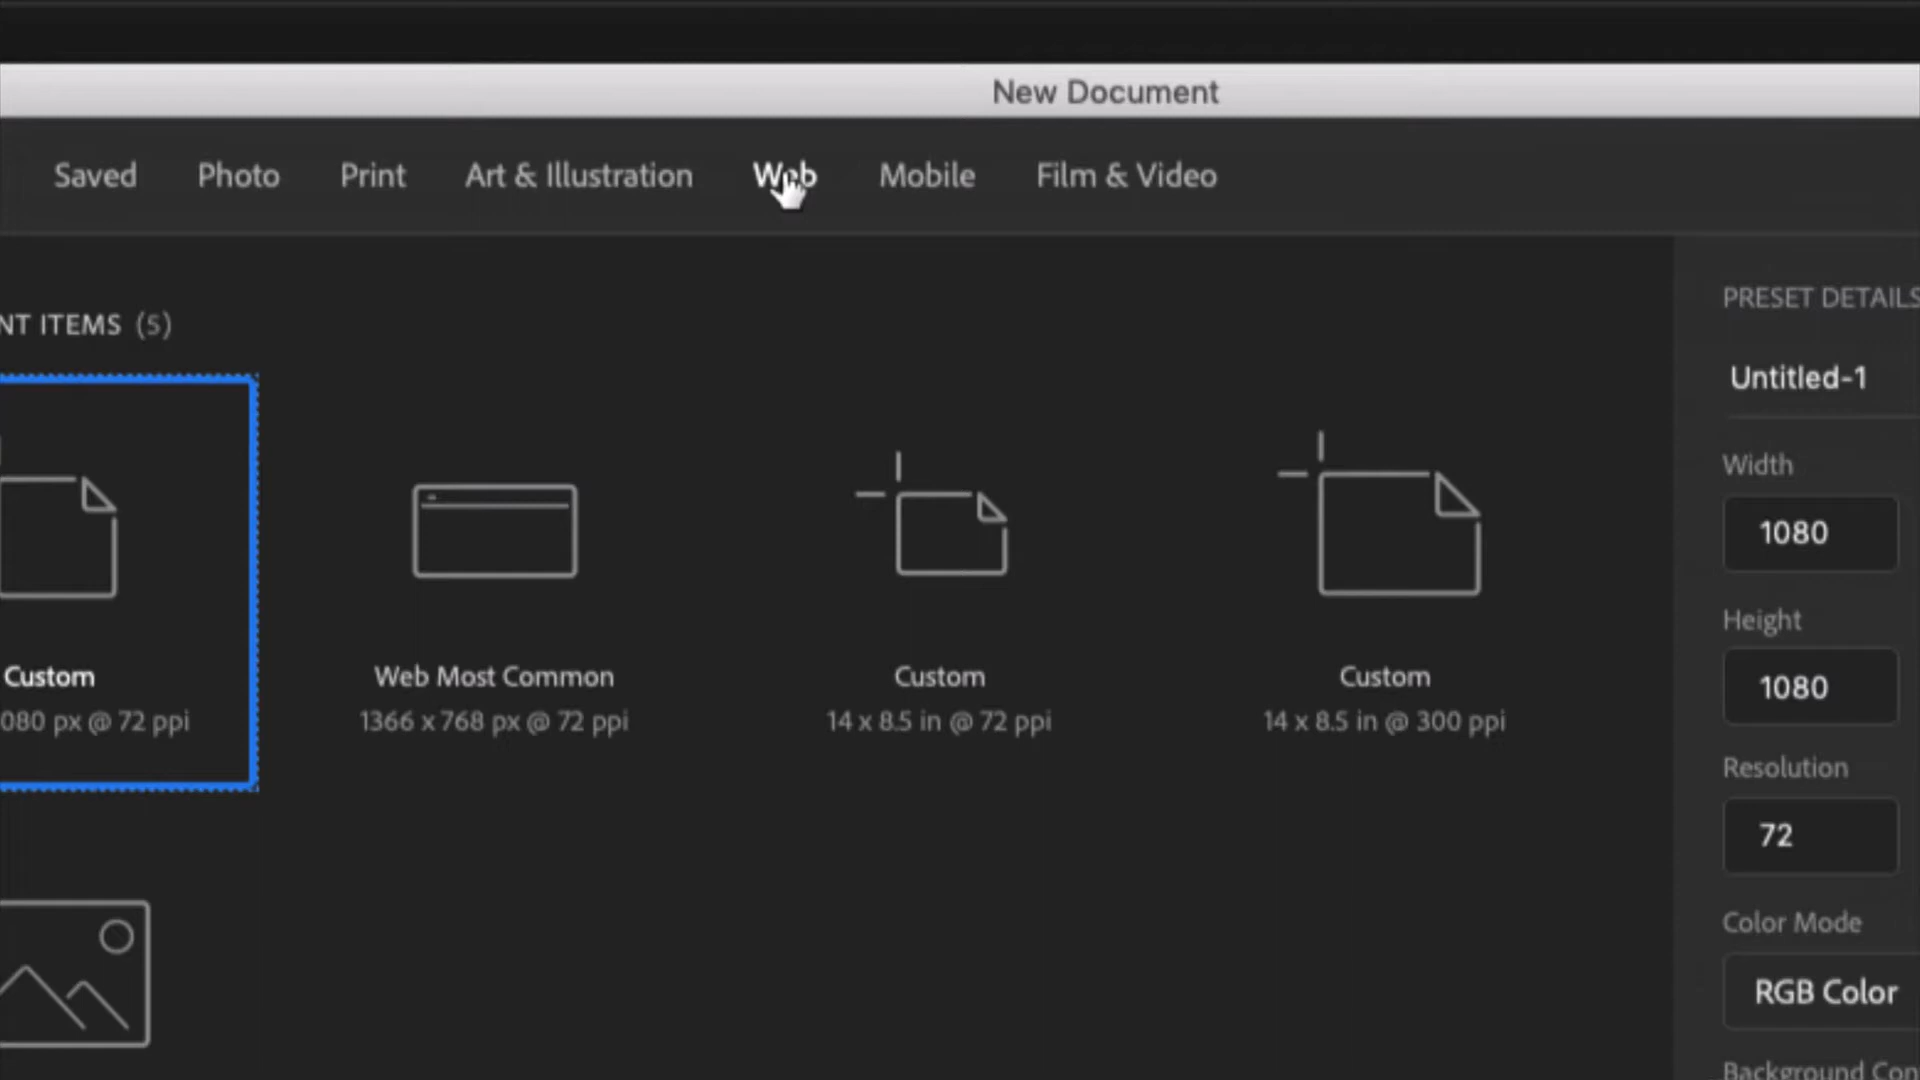 New Document
Saved Photo Print Art & Illustration Web Mobile Film & Video
NT ITEMS (5)
PRESET DETAILS
Untitled-1
Width
1080
Height
1080
Custom
080 px @ 72 ppi
Web Most Common
1366 x 768 px @ 72 ppi
Custom
14 x 8.5 in @ 72 ppi
Custom
14 x 8.5 in @ 300 ppi
Resolution
72
Color Mode
RGB Color
Background Con